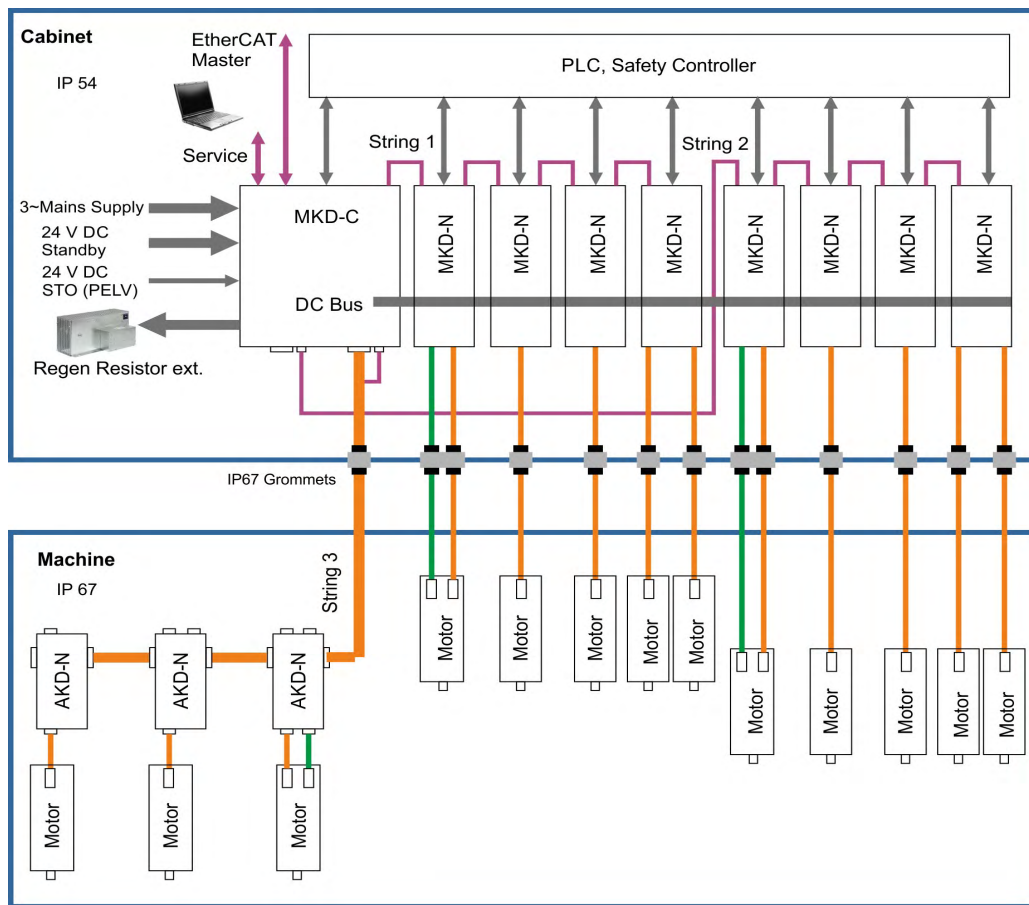 Cabinet
IP 54
EtherCAT
Master
Service
PLC, Safety Controller
String 1
String 2
3~Mains Supply
24 V DC
Standby
24 V DC
STO (PELV)
Regen Resistor ext.
MKD-C
DC Bus
MKD-N
MKD-N
MKD-N
MKD-N
MKD-N
MKD-N
MKD-N
MKD-N
IP67 Grommets
Machine
IP 67
String 3
AKD-N
AKD-N
AKD-N
Motor
Motor
Motor
Motor
Motor
Motor
Motor
Motor
Motor
Motor
Motor
Motor
Motor